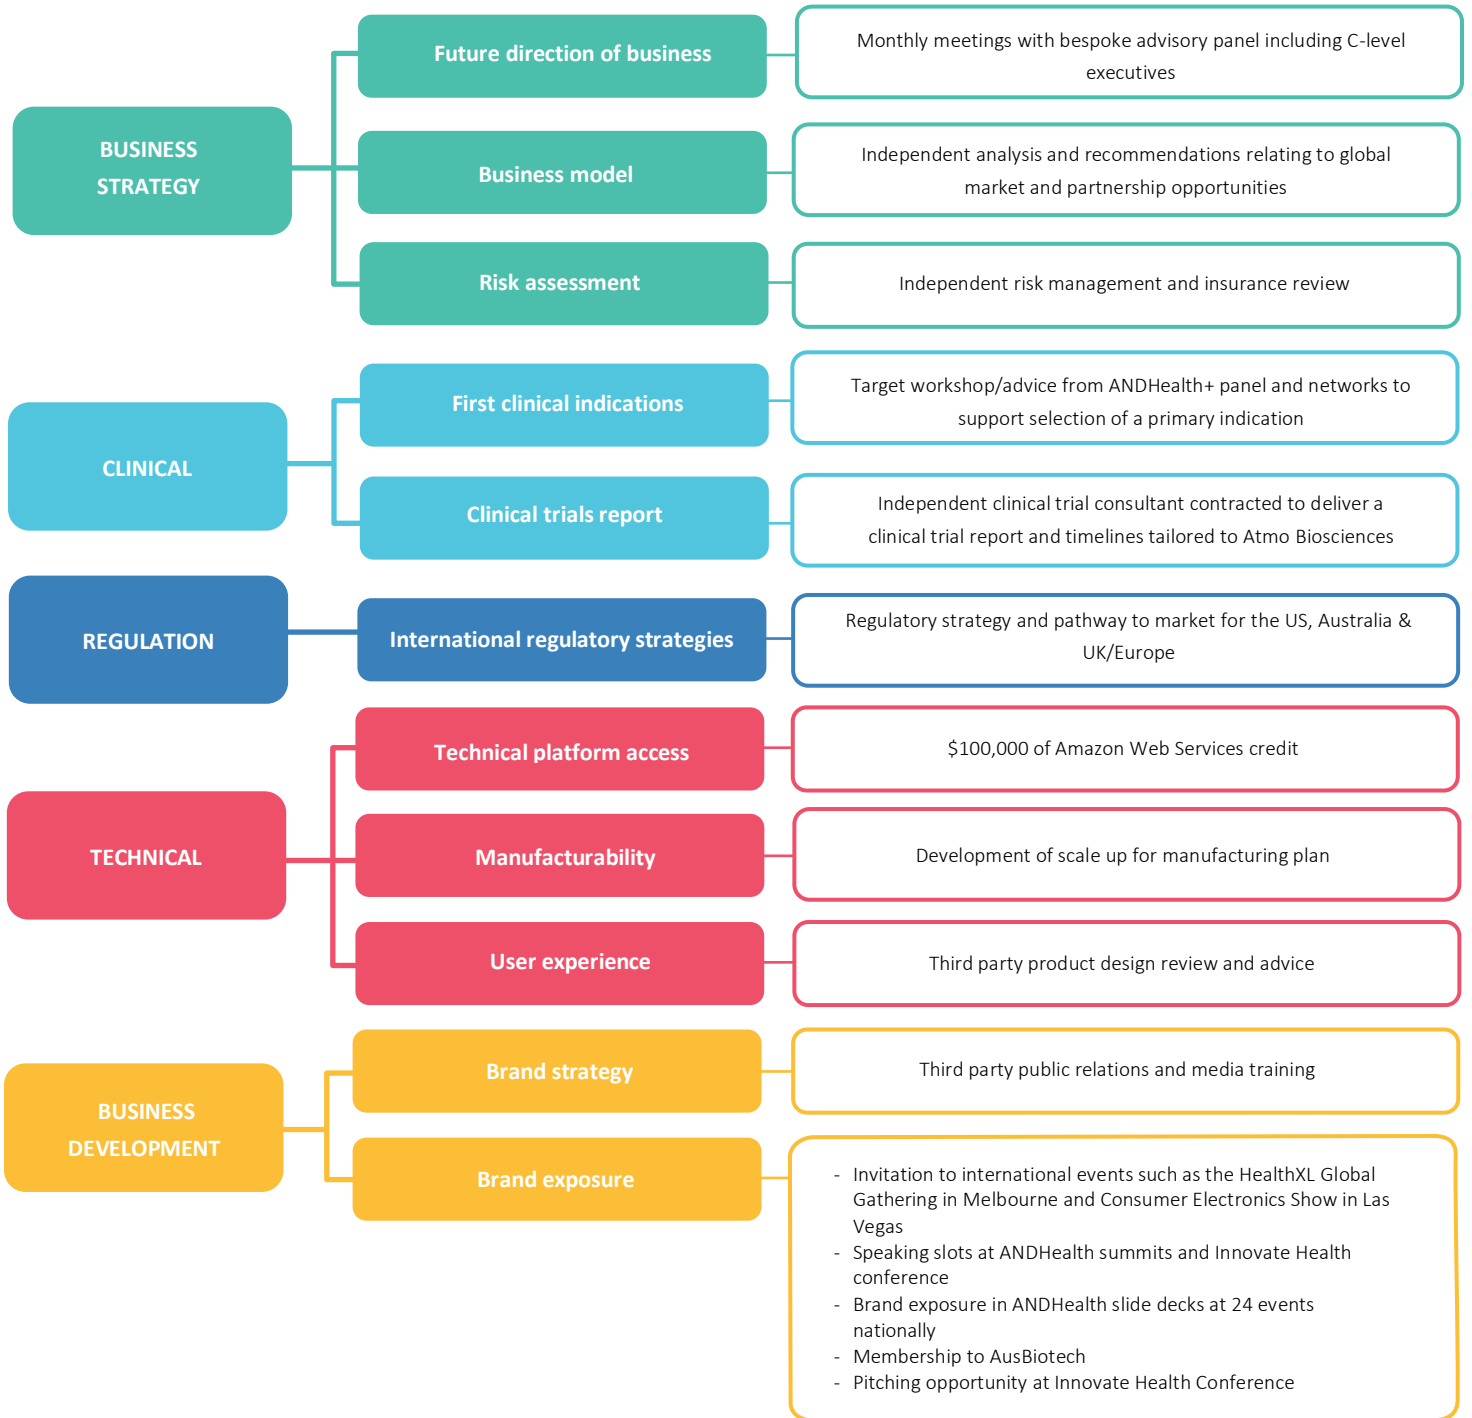 BUSINESS
STRATEGY
Future direction of business
Monthly meetings with bespoke advisory panel including C-level
executives
Business model
Independent analysis and recommendations relating to global
market and partnership opportunities
Risk assessment
Independent risk management and insurance review
CLINICAL
First clinical indications
Target workshop/advice from ANDHealth+ panel and networks to
support selection of a primary indication
Clinical trials report
Independent clinical trial consultant contracted to deliver a
clinical trial report and timelines tailored to Atmo Biosciences
REGULATION
International regulatory strategies
Regulatory strategy and pathway to market for the US, Australia &
UK/Europe
TECHNICAL
Technical platform access
$100,000 of Amazon Web Services credit
Manufacturability
Development of scale up for manufacturing plan
User experience
Third party product design review and advice
BUSINESS
DEVELOPMENT
Brand strategy
Third party public relations and media training
Brand exposure
- Invitation to international events such as the HealthXL Global
Gathering in Melbourne and Consumer Electronics Show in Las
Vegas
- Speaking slots at ANDHealth summits and Innovate Health
conference
- Brand exposure in ANDHealth slide decks at 24 events
nationally
- Membership to AusBiotech
- Pitching opportunity at Innovate Health Conference